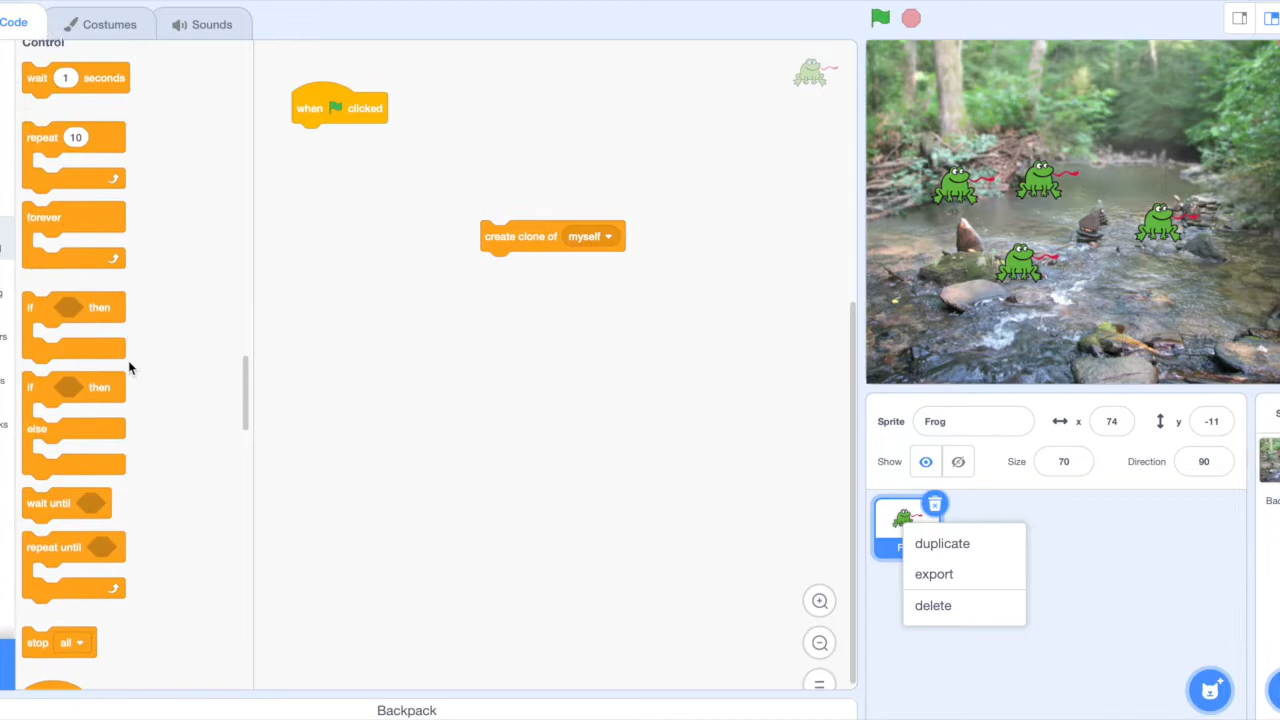 Code
Costumes
Sounds
Control
wait 1 seconds
repeat 10
forever
if then
if then
else
wait until
repeat until
stop all
when clicked
create clone of myself
Sprite
Frog
x
74
y
-11
Show
Size
70
Direction
90
duplicate
export
delete
Backpack